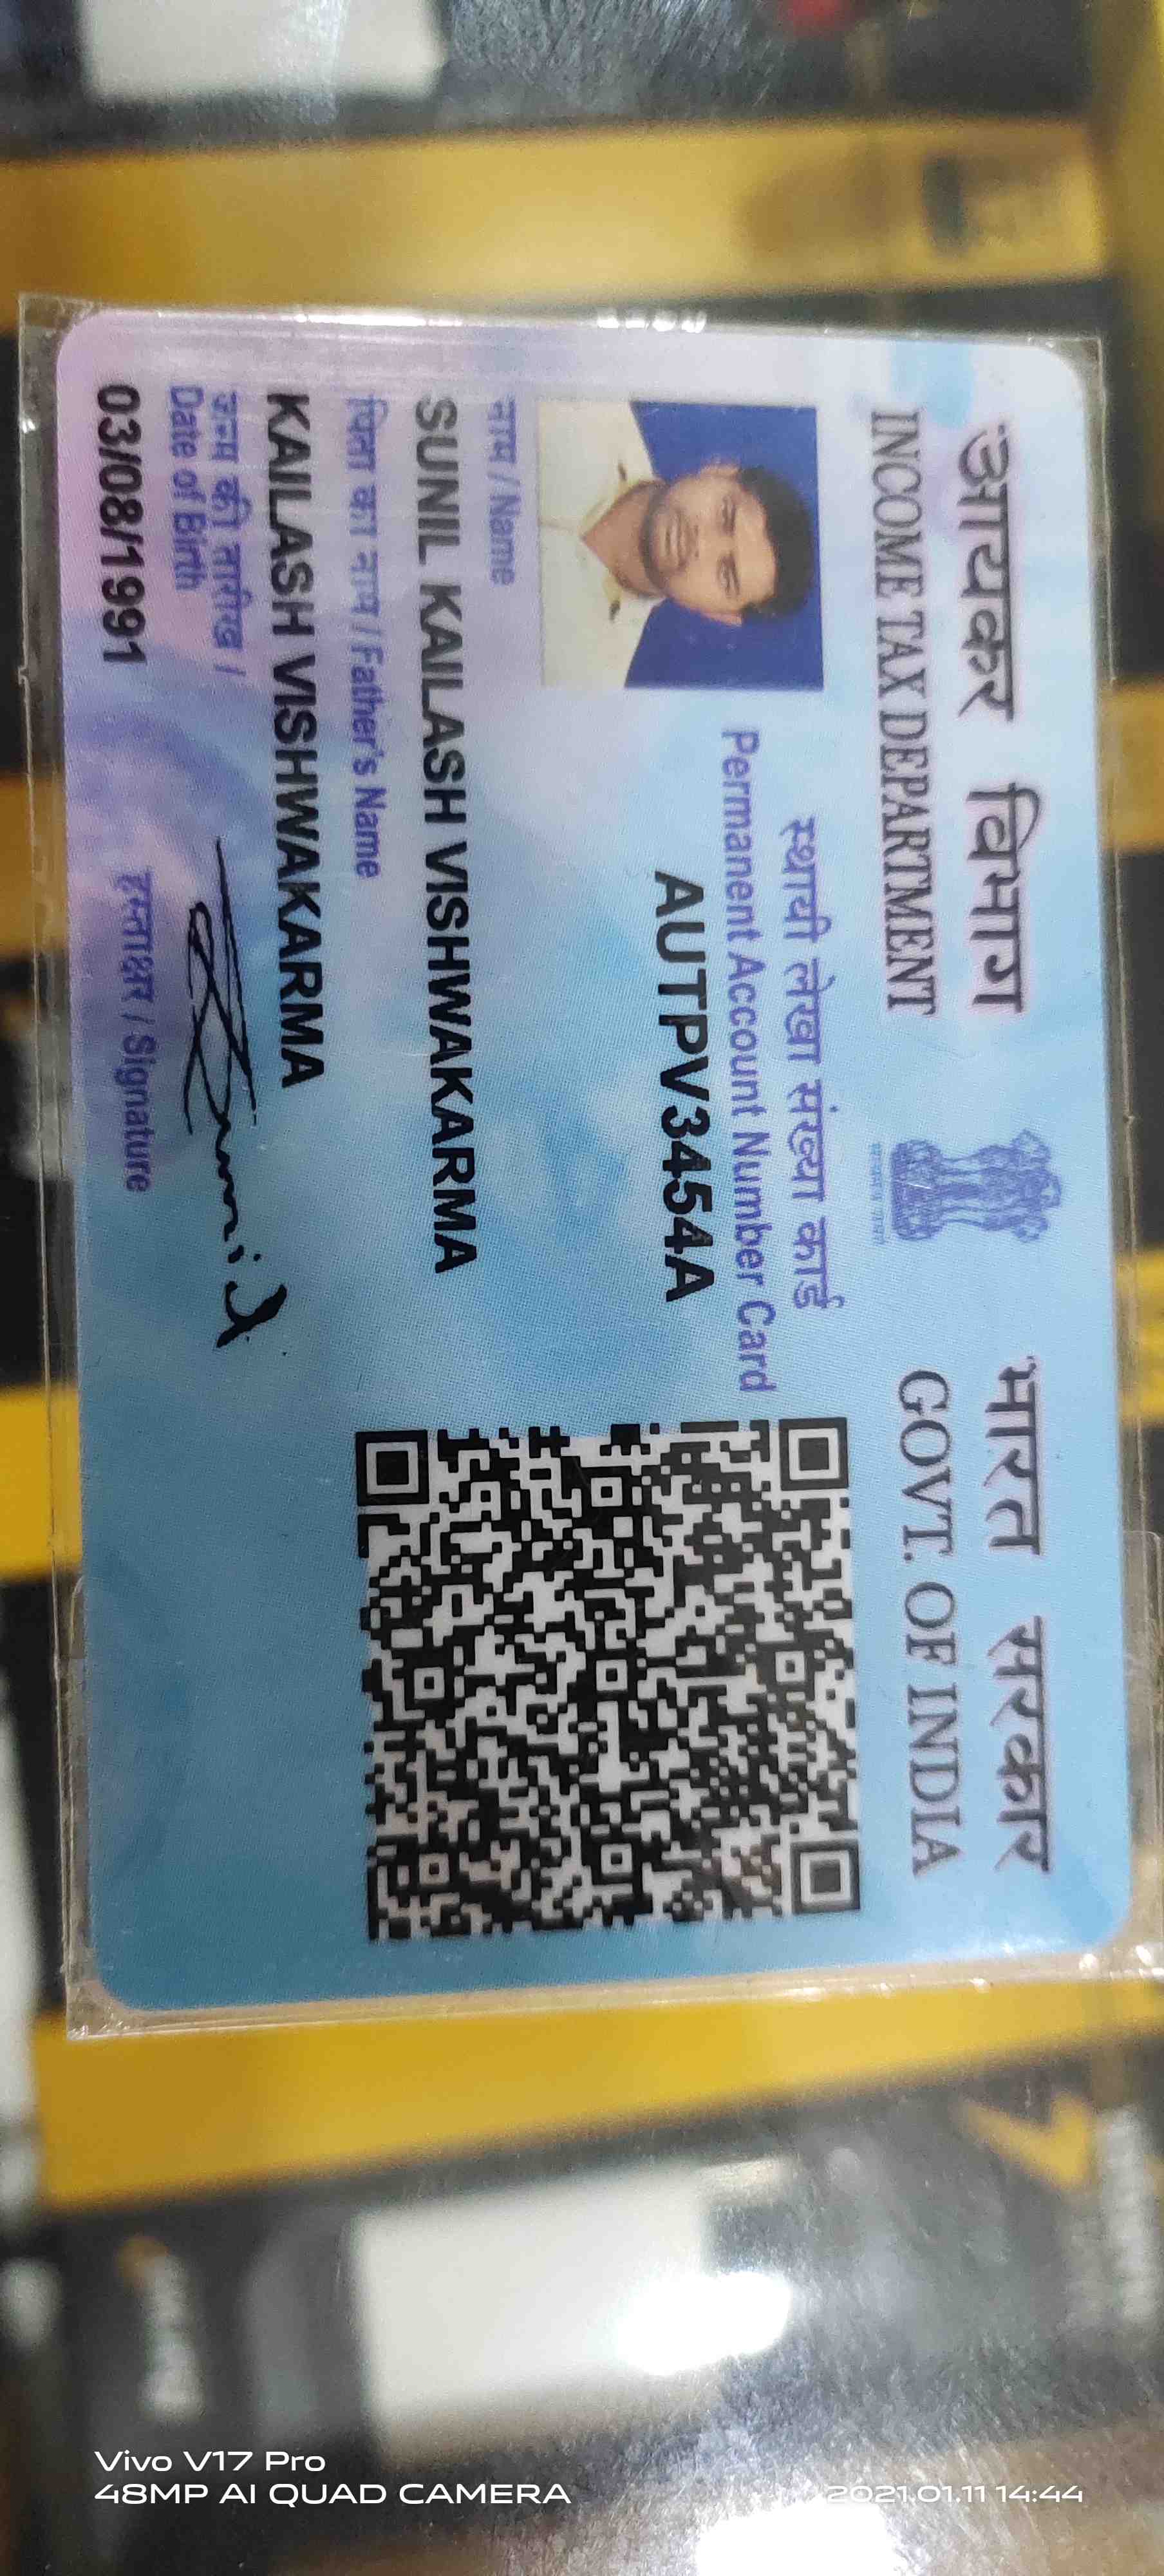 आयकर विभाग
INCOME TAX DEPARTMENT
भारत सरकार
GOVT. OF INDIA
स्थायी लेखा संख्या कार्ड
Permanent Account Number Card
AUTPV3454A
नाम / Name
SUNIL KAILASH VISHWAKARMA
पिता का नाम / Father's Name
KAILASH VISHWAKARMA
जन्म की तारीख /
Date of Birth
03/08/1991
Sunil
हस्ताक्षर / Signature
Vivo V17 Pro
48MP AI QUAD CAMERA
2021.01.11 14:44